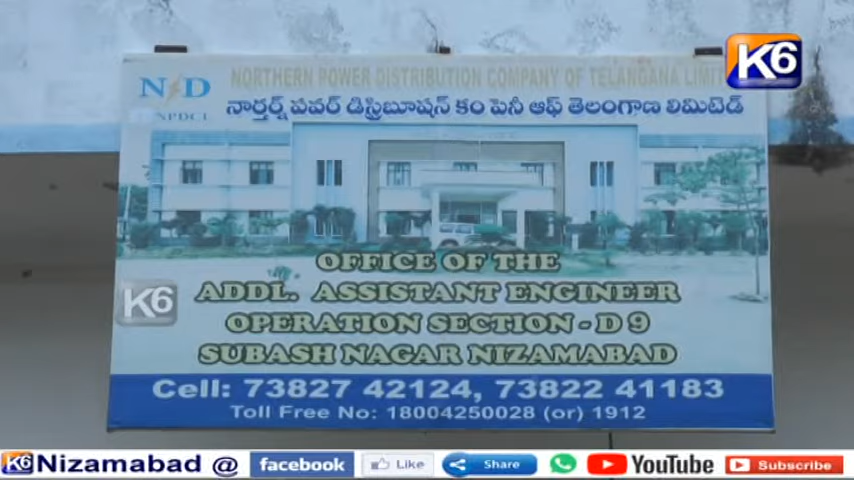 K6
NORTHERN POWER DISTRIBUTION COMPANY OF TELANGANA
NPDCL
నార్తర్న్ పవర్ డిస్ట్రిబ్యూషన్ కం పెనీ ఆఫ్ తెలంగాణ లిమిటెడ్
OFFICE OF THE
K6
ADDL. ASSISTANT ENGINEER
OPERATION SECTION - D 9
SUBASH NAGAR NIZAMABAD
Cell: 73827 42124, 73822 41183
Toll Free No: 18004250028 (or) 1912
K6 Nizamabad @ facebook Like Share YouTube Subscribe